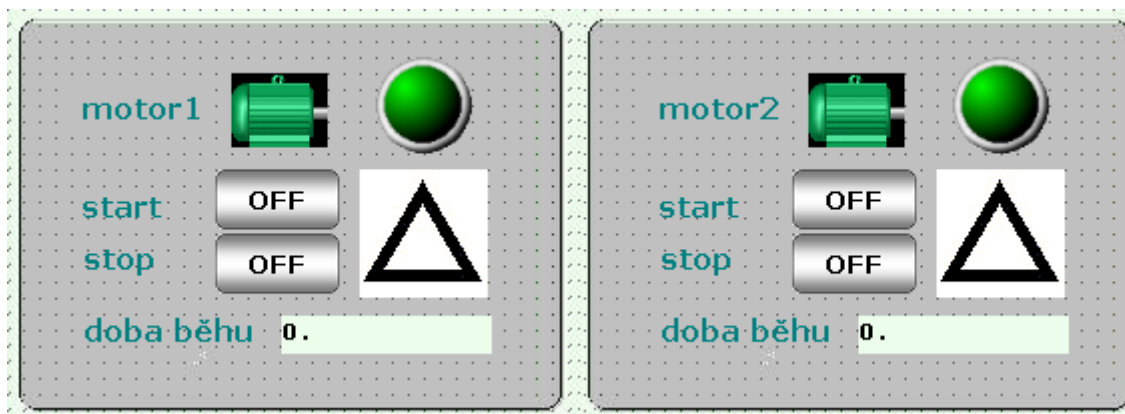 motor1
start OFF
stop OFF
doba běhu 0.
motor2
start OFF
stop OFF
doba běhu 0.